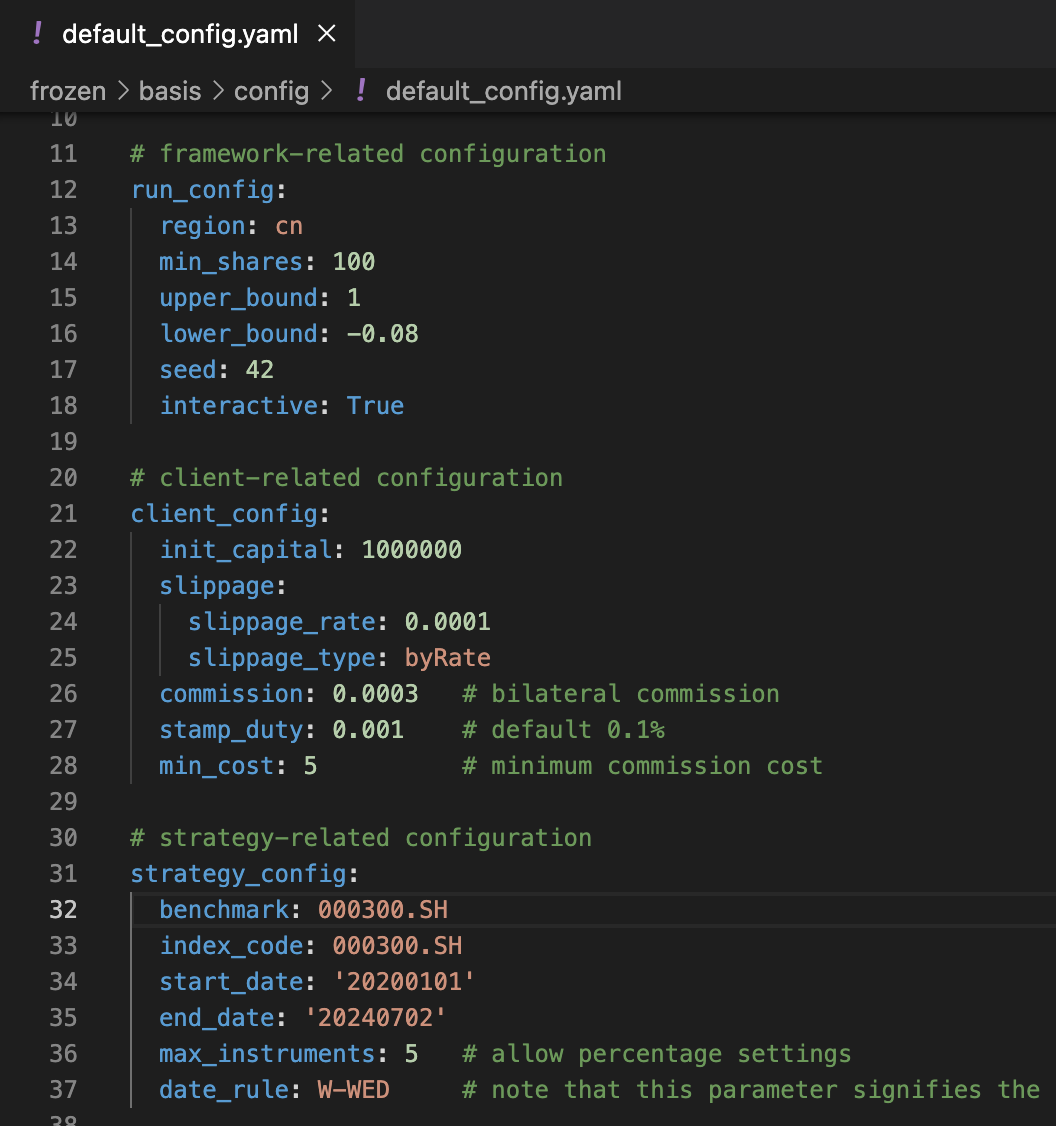 ! default_config.yaml ×
frozen > basis > config > ! default_config.yaml
10
11 # framework-related configuration
12 run_config:
13   region: cn
14   min_shares: 100
15   upper_bound: 1
16   lower_bound: -0.08
17   seed: 42
18   interactive: True
19
20 # client-related configuration
21 client_config:
22   init_capital: 1000000
23   slippage:
24     slippage_rate: 0.0001
25     slippage_type: byRate
26   commission: 0.0003   # bilateral commission
27   stamp_duty: 0.001    # default 0.1%
28   min_cost: 5          # minimum commission cost
29
30 # strategy-related configuration
31 strategy_config:
32   benchmark: 000300.SH
33   index_code: 000300.SH
34   start_date: '20200101'
35   end_date: '20240702'
36   max_instruments: 5   # allow percentage settings
37   date_rule: W-WED     # note that this parameter signifies the
38